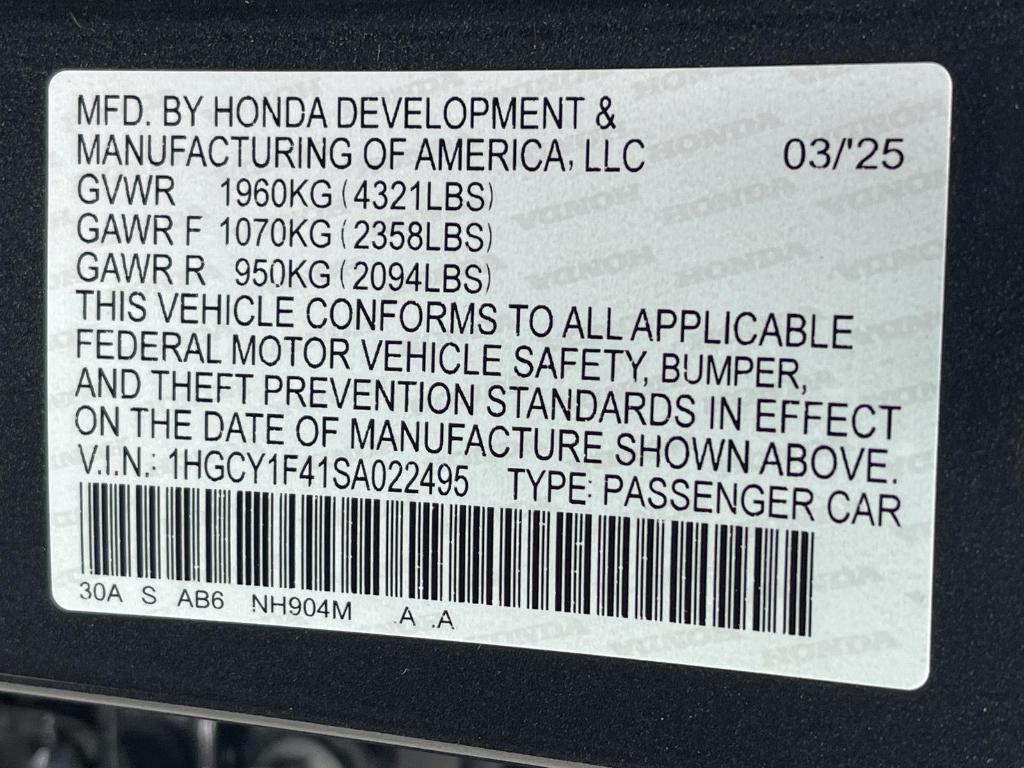 MFD. BY HONDA DEVELOPMENT &
MANUFACTURING OF AMERICA, LLC 03/'25
GVWR 1960KG (4321LBS)
GAWR F 1070KG (2358LBS)
GAWR R 950KG (2094LBS)
THIS VEHICLE CONFORMS TO ALL APPLICABLE
FEDERAL MOTOR VEHICLE SAFETY, BUMPER,
AND THEFT PREVENTION STANDARDS IN EFFECT
ON THE DATE OF MANUFACTURE SHOWN ABOVE.
V.I.N.: 1HGCY1F41SA022495 TYPE: PASSENGER CAR
30A S AB6 NH904M .A .A